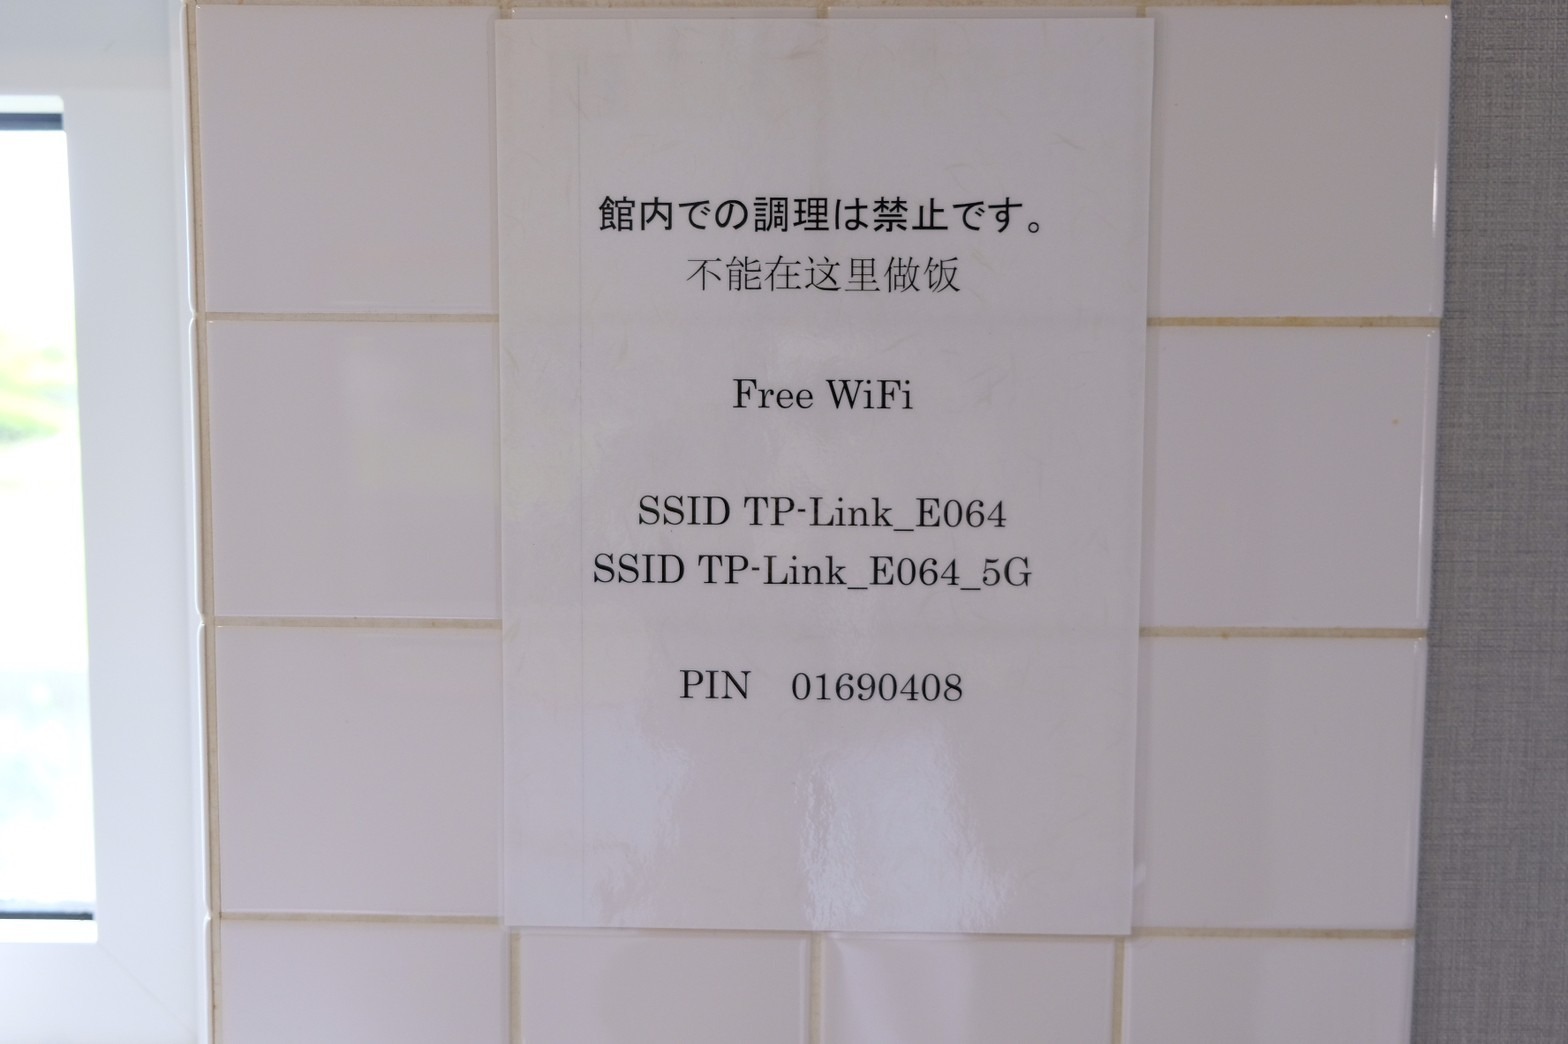 館内での調理は禁止です。
不能在这里做饭
Free WiFi
SSID TP-Link_E064
SSID TP-Link_E064_5G
PIN 01690408